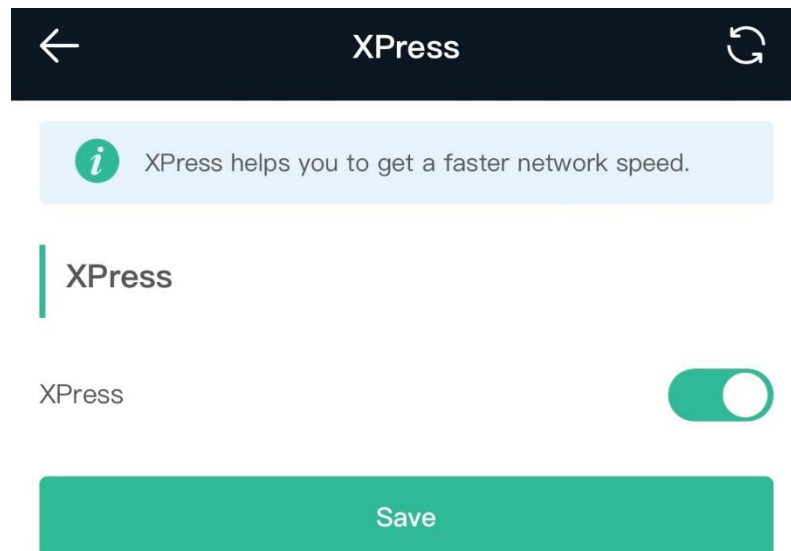 XPress
XPress helps you to get a faster network speed.
XPress
XPress
Save